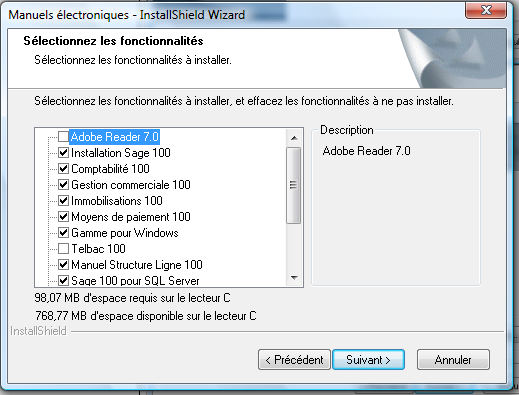 Manuels électroniques - InstallShield Wizard
Sélectionnez les fonctionnalités
Sélectionnez les fonctionnalités à installer.
Sélectionnez les fonctionnalités à installer, et effacez les fonctionnalités à ne pas installer.
Adobe Reader 7.0
Installation Sage 100
Comptabilité 100
Gestion commerciale 100
Immobilisations 100
Moyens de paiement 100
Gamme pour Windows
Telbac 100
Manuel Structure Ligne 100
Sage 100 pour SQL Server
Description
Adobe Reader 7.0
98,07 MB d'espace requis sur le lecteur C
768,77 MB d'espace disponible sur le lecteur C
InstallShield
< Précédent
Suivant >
Annuler